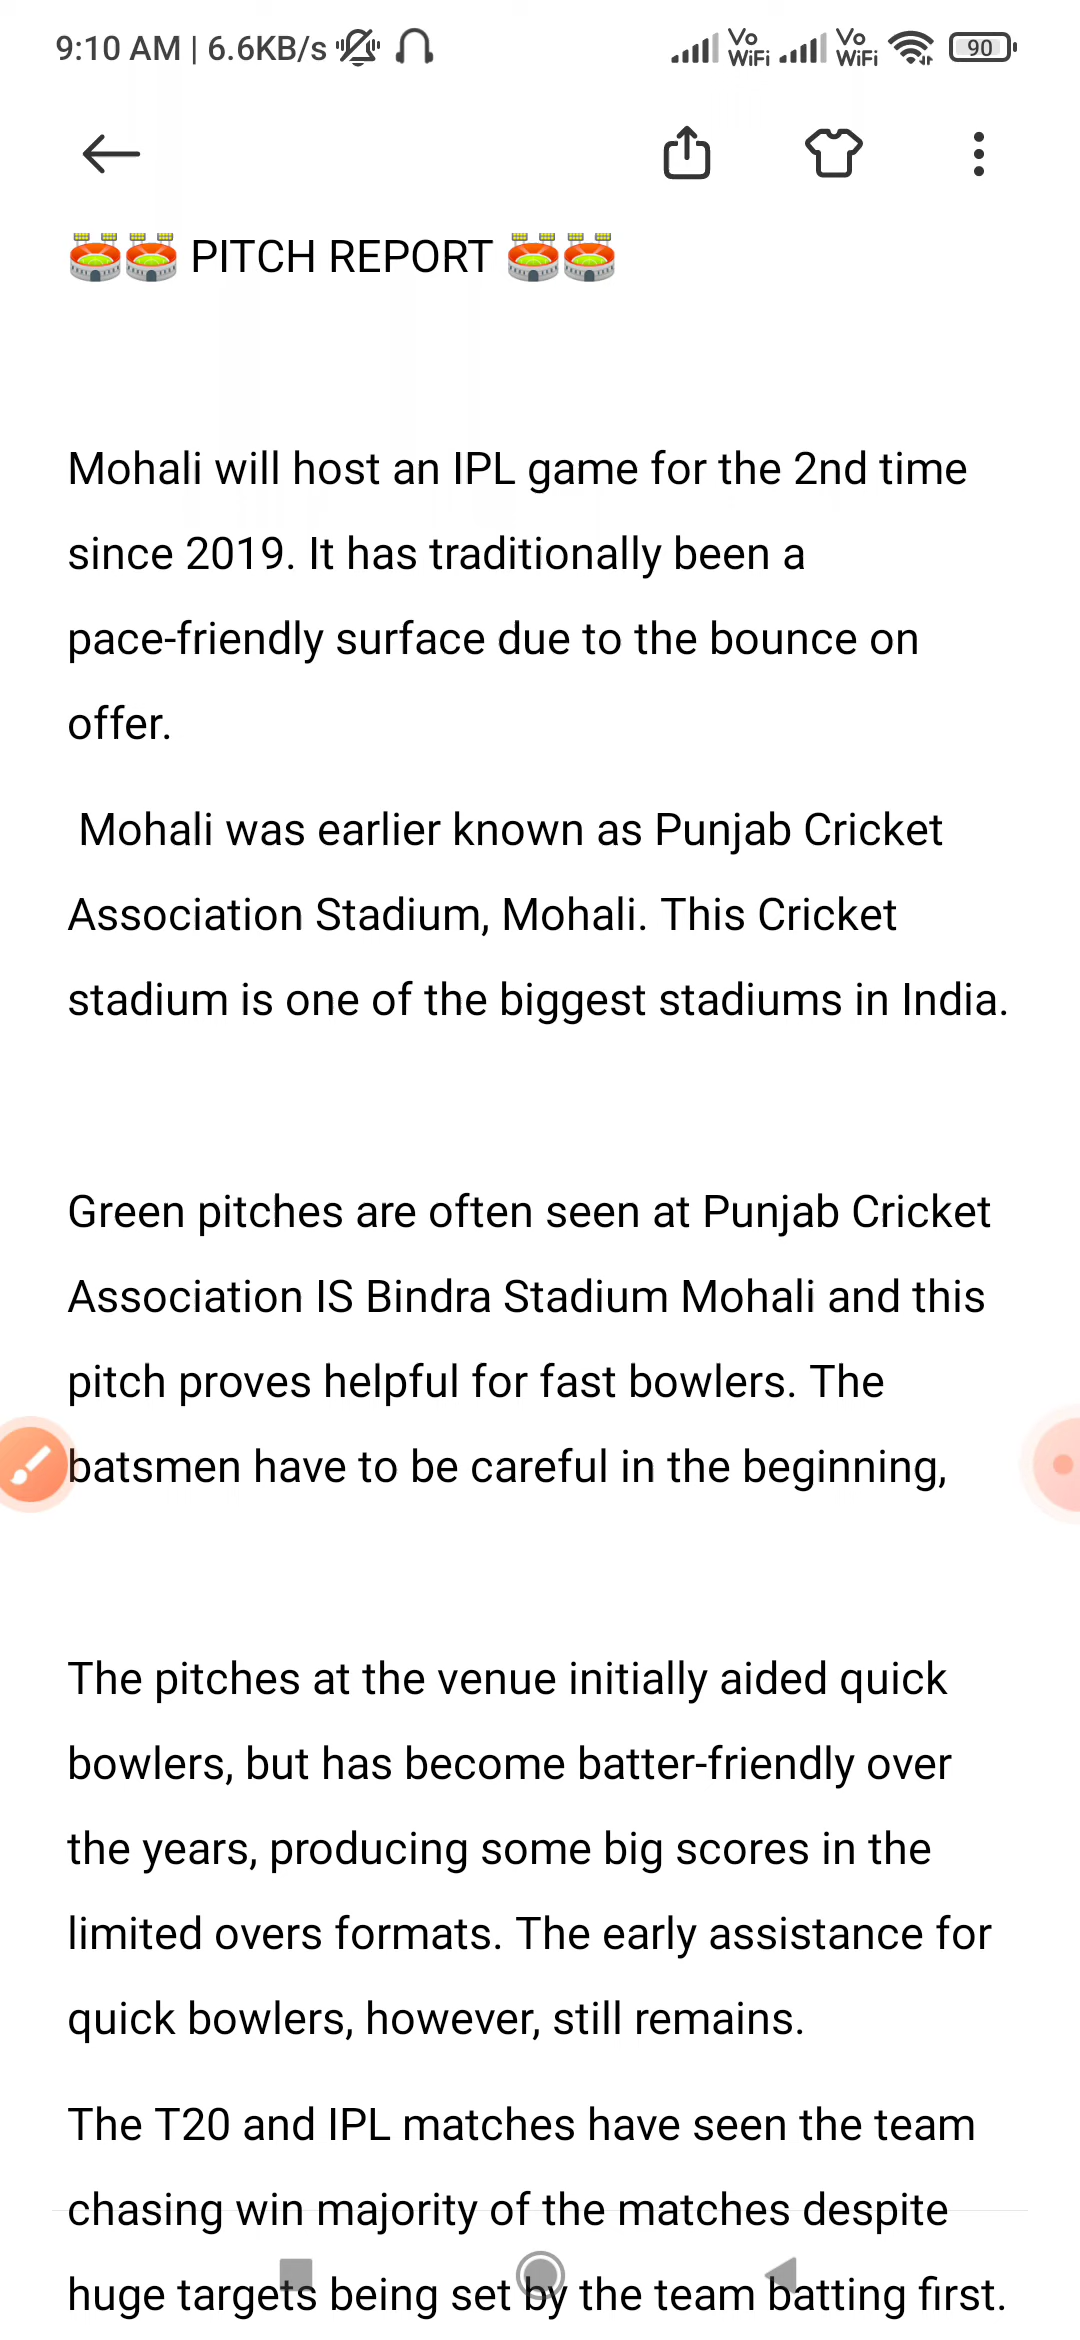 9:10 AM | 6.6KB/s
Vo WiFi Vo WiFi 90
🏟🏟 PITCH REPORT 🏟🏟
Mohali will host an IPL game for the 2nd time
since 2019. It has traditionally been a
pace-friendly surface due to the bounce on
offer.
Mohali was earlier known as Punjab Cricket
Association Stadium, Mohali. This Cricket
stadium is one of the biggest stadiums in India.
Green pitches are often seen at Punjab Cricket
Association IS Bindra Stadium Mohali and this
pitch proves helpful for fast bowlers. The
batsmen have to be careful in the beginning,
The pitches at the venue initially aided quick
bowlers, but has become batter-friendly over
the years, producing some big scores in the
limited overs formats. The early assistance for
quick bowlers, however, still remains.
The T20 and IPL matches have seen the team
chasing win majority of the matches despite
huge targets being set by the team batting first.